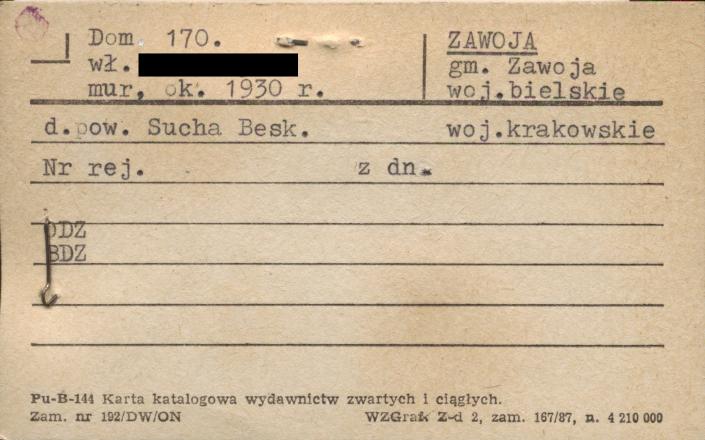 Dom 170.
wł.
mur, ok. 1930 r.
ZAWOJA
gm. Zawoja
woj.bielskie
d.pow. Sucha Besk. woj.krakowskie
Nr rej. z dn.
ODZ
BDZ
Pu-B-144 Karta katalogowa wydawnictw zwartych i ciągłych.
Zam. nr 192/DW/ON WZGraf. Z-d 2, zam. 167/87, n. 4 210 000